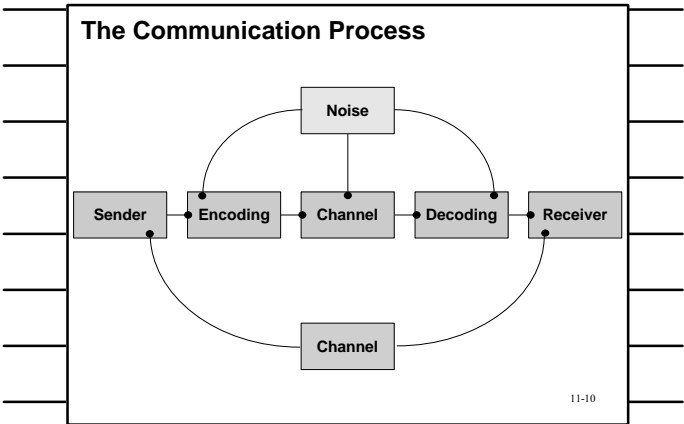 The Communication Process
Noise
Sender Encoding Channel Decoding Receiver
Channel
11-10